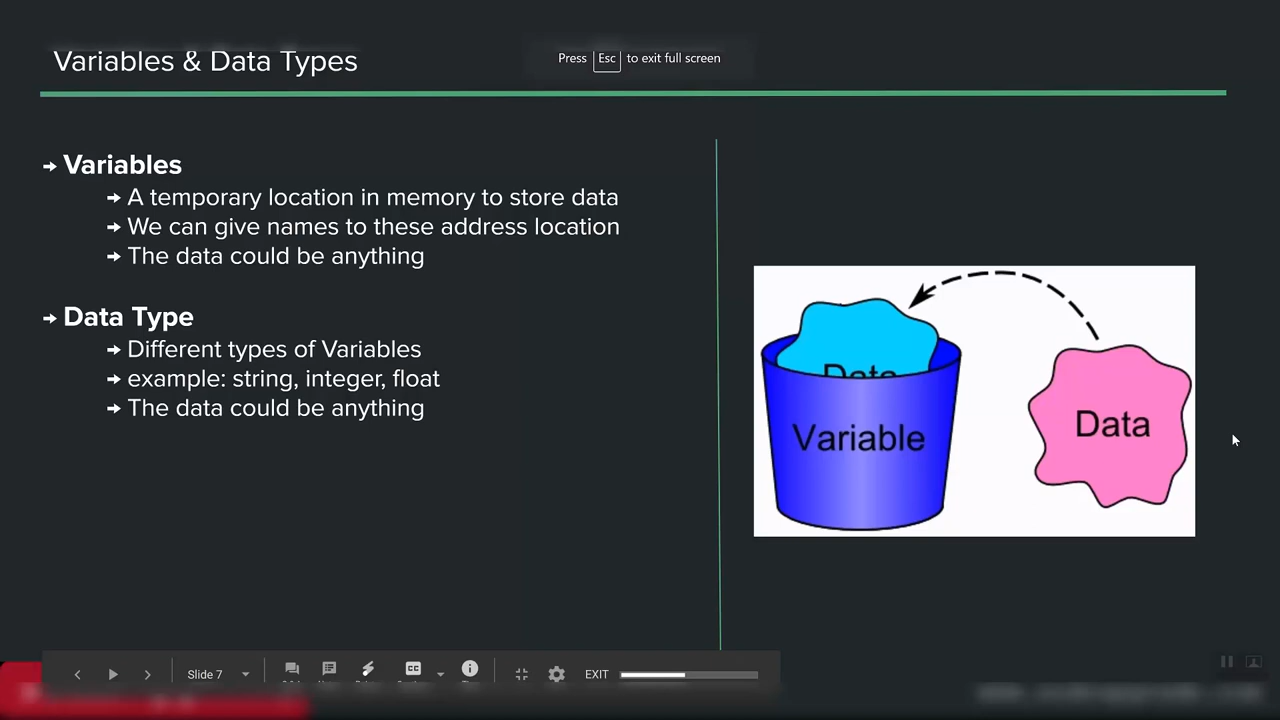 Variables & Data Types
Press Esc to exit full screen
→ Variables
→ A temporary location in memory to store data
→ We can give names to these address location
→ The data could be anything
→ Data Type
→ Different types of Variables
→ example: string, integer, float
→ The data could be anything
Data
Variable
Data
Slide 7
CC
EXIT